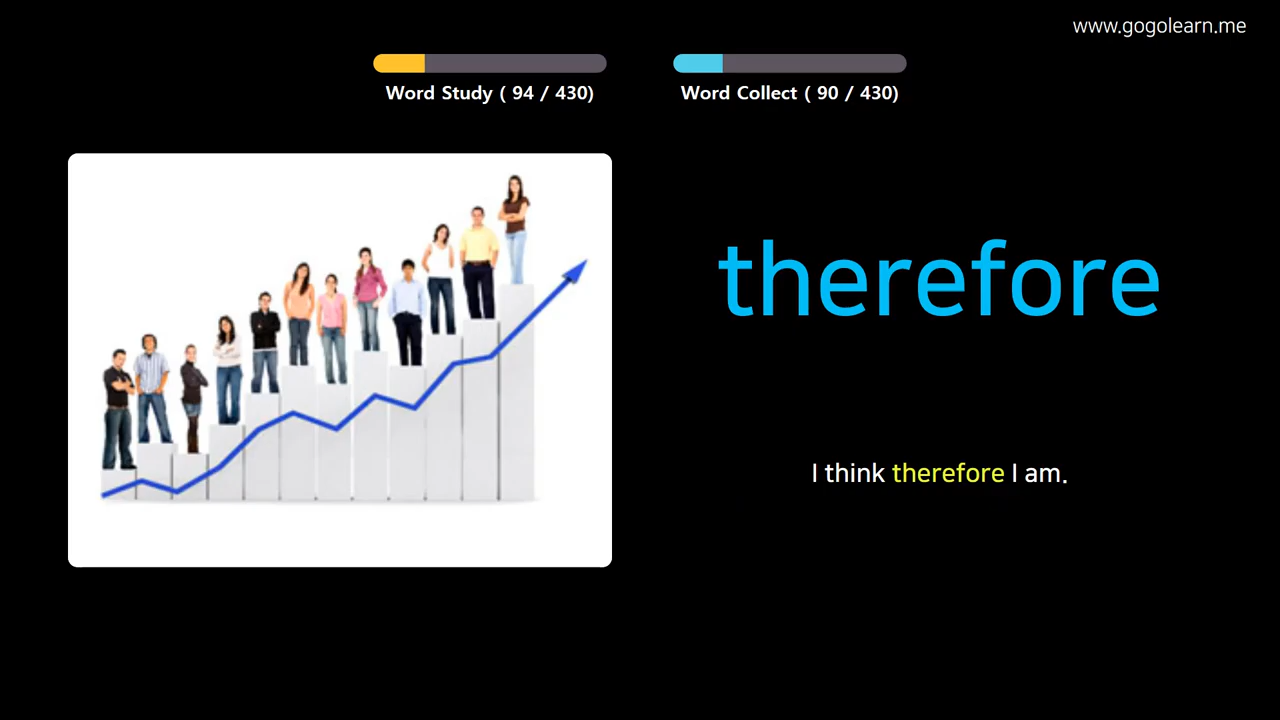 www.gogolearn.me
Word Study ( 94 / 430)
Word Collect ( 90 / 430)
therefore
I think therefore I am.